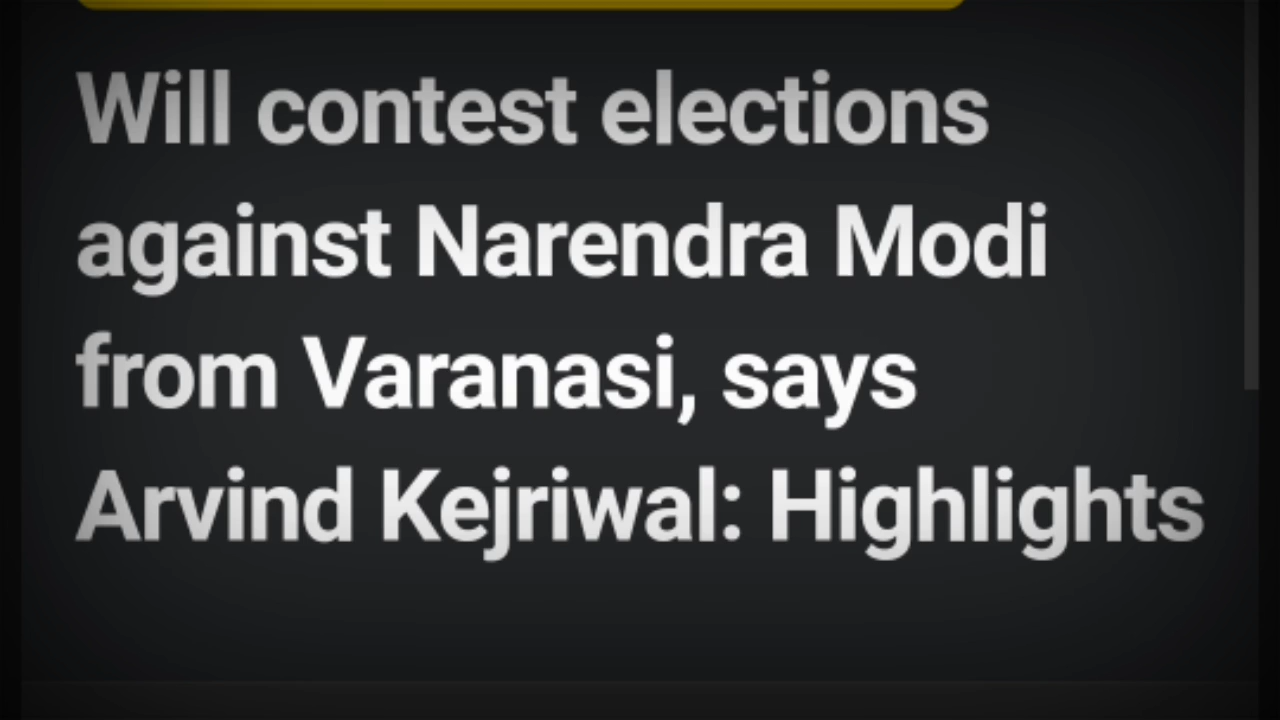 Will contest elections
against Narendra Modi
from Varanasi, says
Arvind Kejriwal: Highlights